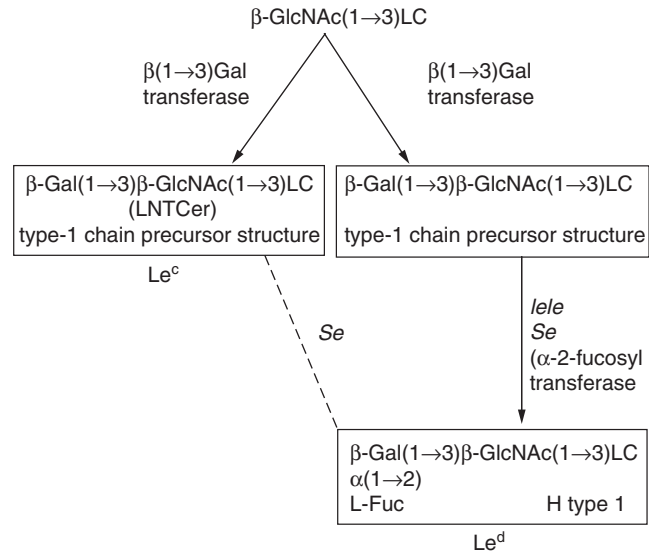 β-GlcNAc(1→3)LC
β(1→3)Gal
transferase
β(1→3)Gal
transferase
β-Gal(1→3)β-GlcNAc(1→3)LC
(LNTCer)
type-1 chain precursor structure
Le^c
β-Gal(1→3)β-GlcNAc(1→3)LC
type-1 chain precursor structure
Se
lele
Se
(α-2-fucosyl
transferase
β-Gal(1→3)β-GlcNAc(1→3)LC
α(1→2)
L-Fuc H type 1
Le^d